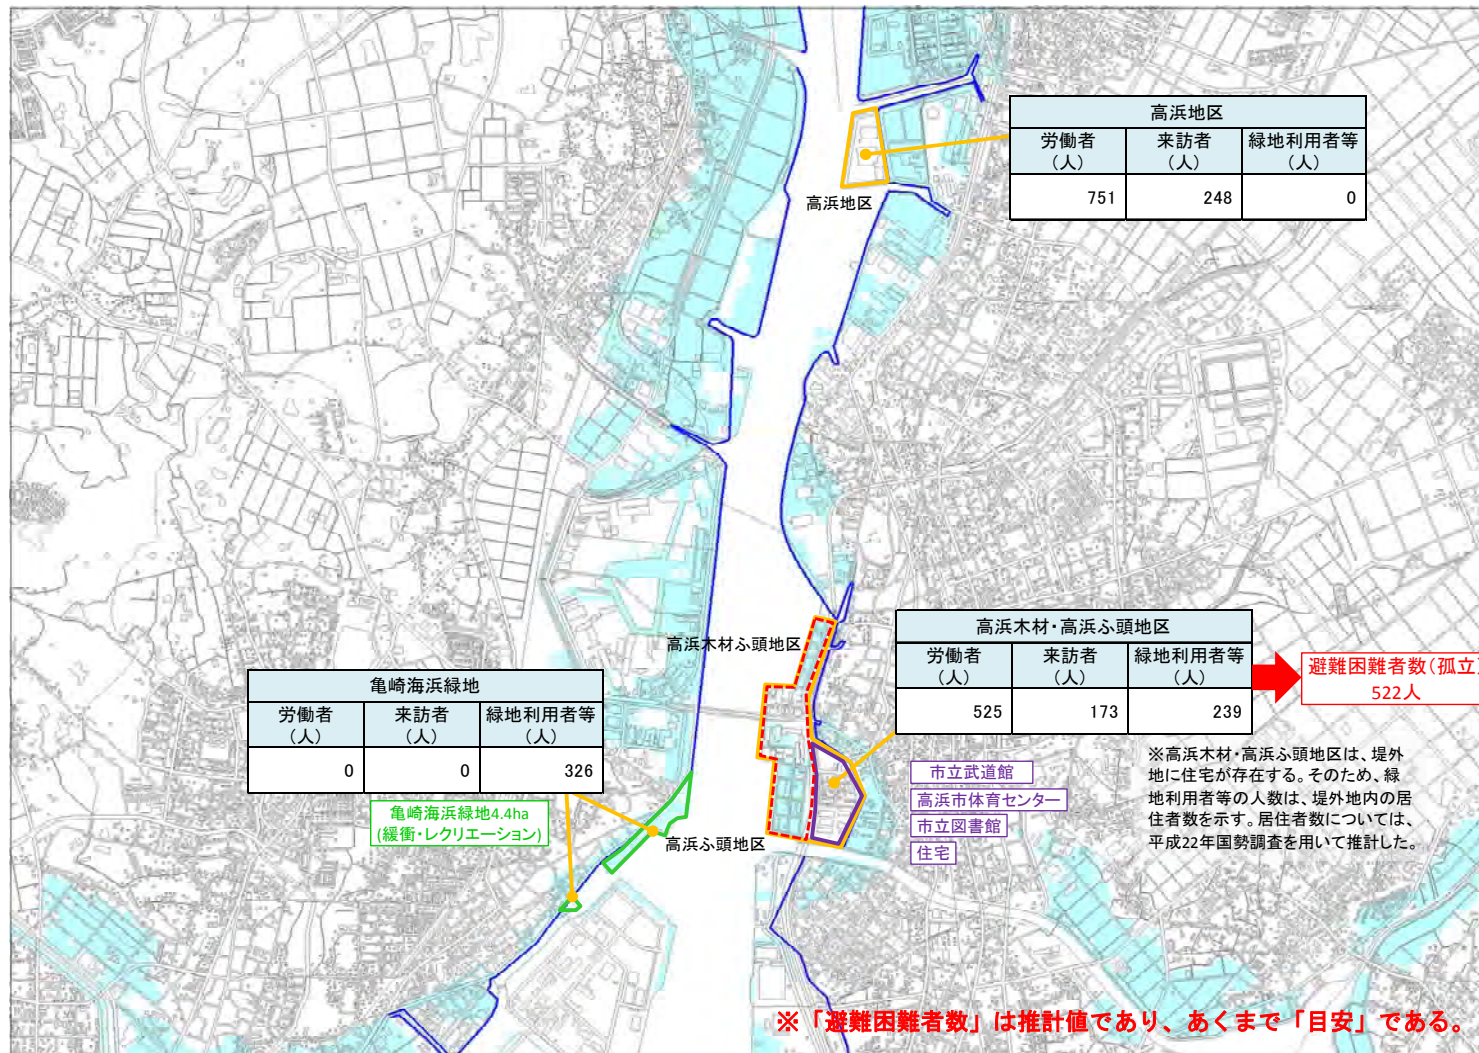 高浜地区
労働者
(人)
来訪者
(人)
緑地利用者等
(人)
751
248
0
高浜地区
高浜木材ふ頭地区
高浜木材・高浜ふ頭地区
労働者
(人)
来訪者
(人)
緑地利用者等
(人)
525
173
239
避難困難者数(孤立)
522人
亀崎海浜緑地
労働者
(人)
来訪者
(人)
緑地利用者等
(人)
0
0
326
亀崎海浜緑地4.4ha
(緩衝・レクリエーション)
高浜ふ頭地区
市立武道館
高浜市体育センター
市立図書館
住宅
※高浜木材・高浜ふ頭地区は、堤外
地に住宅が存在する。そのため、緑
地利用者等の人数は、堤外地内の居
住者数を示す。居住者数については、
平成22年国勢調査を用いて推計した。
※「避難困難者数」は推計値であり、あくまで「目安」である。